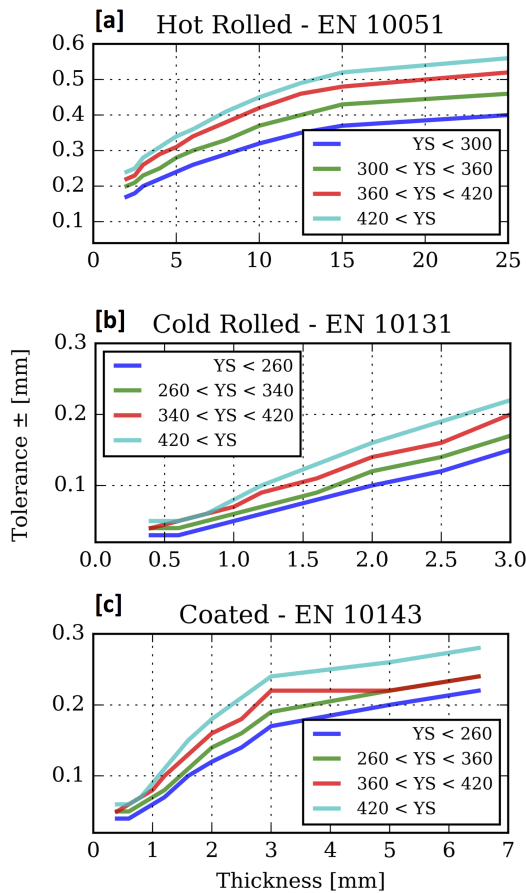 [a] Hot Rolled - EN 10051
0.6
0.5
0.4
0.3
0.2
0.1
YS < 300
300 < YS < 360
360 < YS < 420
420 < YS
0 5 10 15 20 25
[b] Cold Rolled - EN 10131
Tolerance ± [mm]
0.3
0.2
0.1
YS < 260
260 < YS < 340
340 < YS < 420
420 < YS
0.0 0.5 1.0 1.5 2.0 2.5 3.0
[c] Coated - EN 10143
0.3
0.2
0.1
YS < 260
260 < YS < 360
360 < YS < 420
420 < YS
0 1 2 3 4 5 6 7
Thickness [mm]